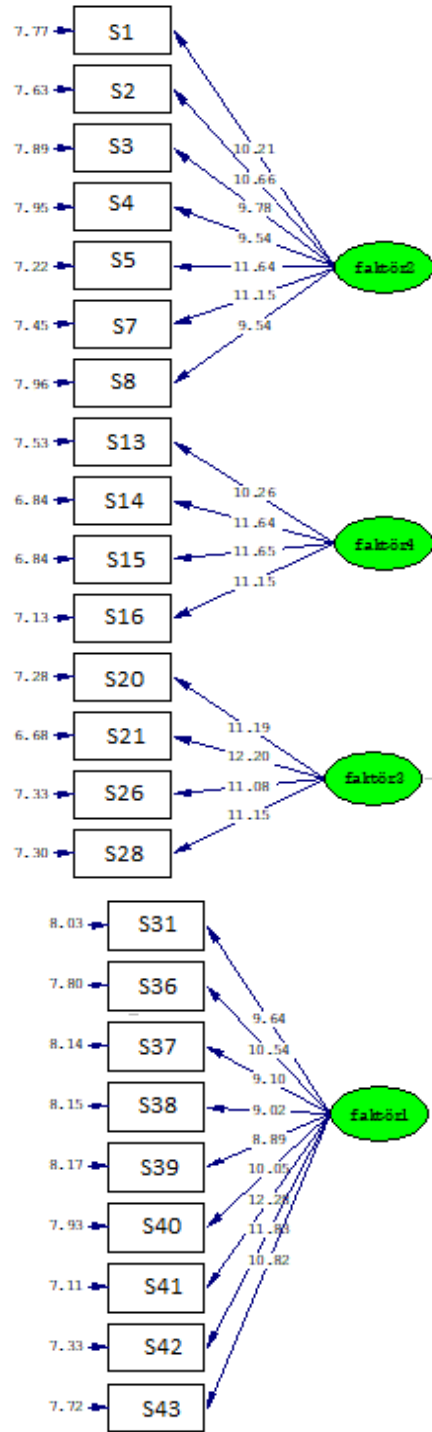 7.77 S1
7.63 S2
7.89 S3
10.21
10.66
9.78
7.95 S4
9.54
7.22 S5
11.64
faktör2
7.45 S7
11.15
9.54
7.96 S8
7.53 S13
10.26
6.84 S14
11.64
faktör4
6.84 S15
11.65
11.15
7.13 S16
7.28 S20
11.19
6.68 S21
12.20
faktör3
7.33 S26
11.08
11.15
7.30 S28
8.03 S31
7.80 S36
9.64
10.54
8.14 S37
9.10
8.15 S38
9.02
faktör1
8.17 S39
8.89
10.05
12.28
7.93 S40
11.83
10.82
7.11 S41
7.33 S42
7.72 S43